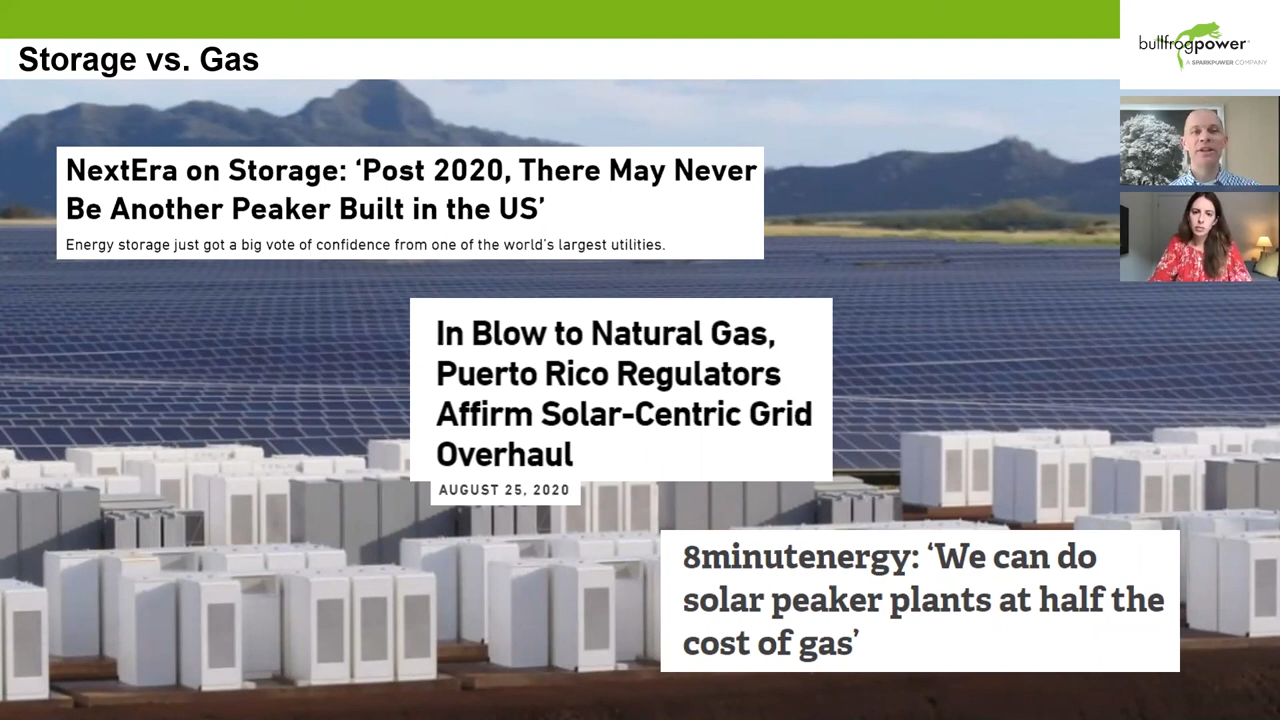 Storage vs. Gas
bullfrogpower
A SPARKPOWER COMPANY
NextEra on Storage: ‘Post 2020, There May Never
Be Another Peaker Built in the US’
Energy storage just got a big vote of confidence from one of the world's largest utilities.
In Blow to Natural Gas,
Puerto Rico Regulators
Affirm Solar-Centric Grid
Overhaul
AUGUST 25, 2020
8minutenergy: ‘We can do
solar peaker plants at half the
cost of gas’